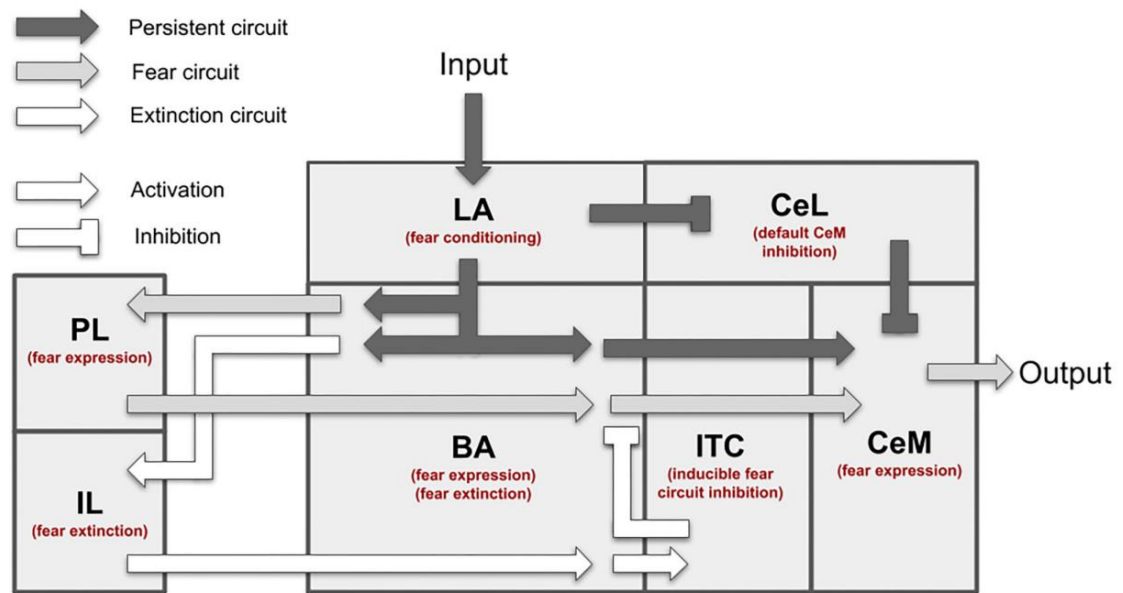 Persistent circuit
Fear circuit
Extinction circuit
Activation
Inhibition
Input
LA
(fear conditioning)
CeL
(default CeM
inhibition)
PL
(fear expression)
IL
(fear extinction)
BA
(fear expression)
(fear extinction)
ITC
(inducible fear
circuit inhibition)
CeM
(fear expression)
Output